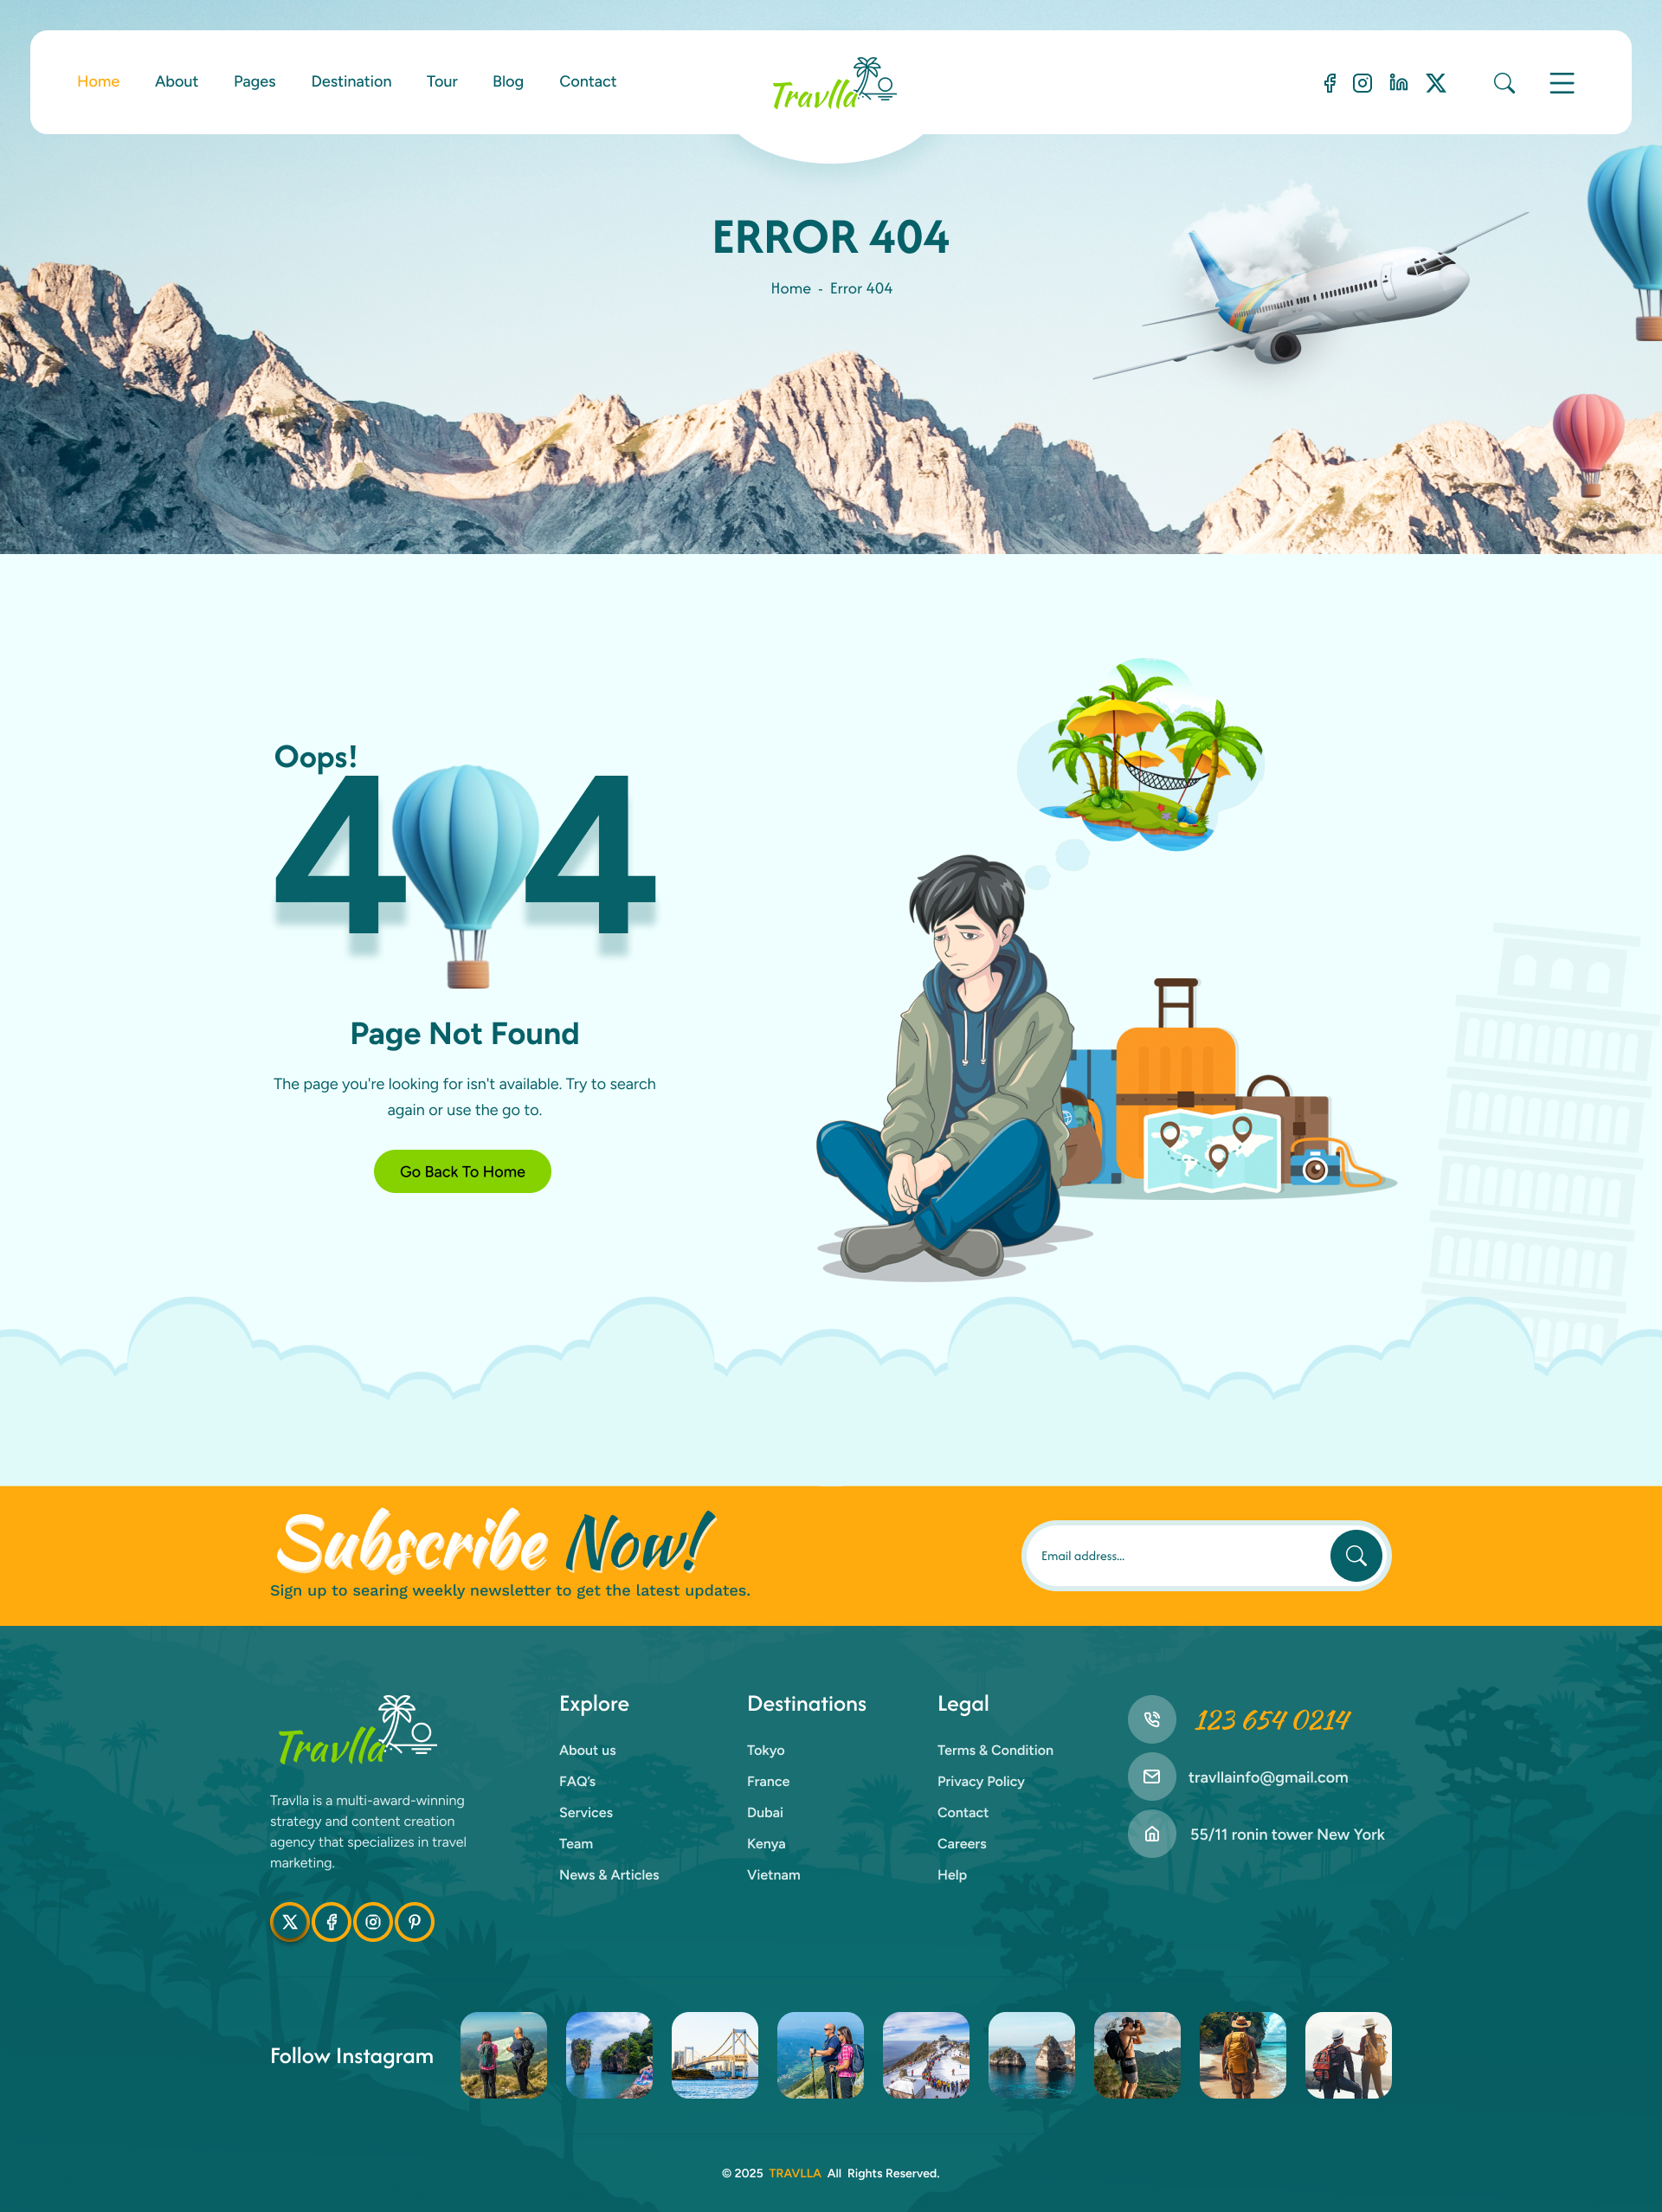 Home About Pages Destination Tour Blog Contact
Travlla
ERROR 404
Home - Error 404
Oops!
44
Page Not Found
The page you're looking for isn't available. Try to search
again or use the go to.
Go Back To Home
Subscribe Now!
Sign up to searing weekly newsletter to get the latest updates.
Email address...
Travlla
Travlla is a multi-award-winning
strategy and content creation
agency that specializes in travel
marketing.
Explore
About us
FAQ's
Services
Team
News & Articles
Destinations
Tokyo
France
Dubai
Kenya
Vietnam
Legal
Terms & Condition
Privacy Policy
Contact
Careers
Help
123 654 0214
travllainfo@gmail.com
55/11 ronin tower New York
Follow Instagram
© 2025 TRAVLLA All Rights Reserved.